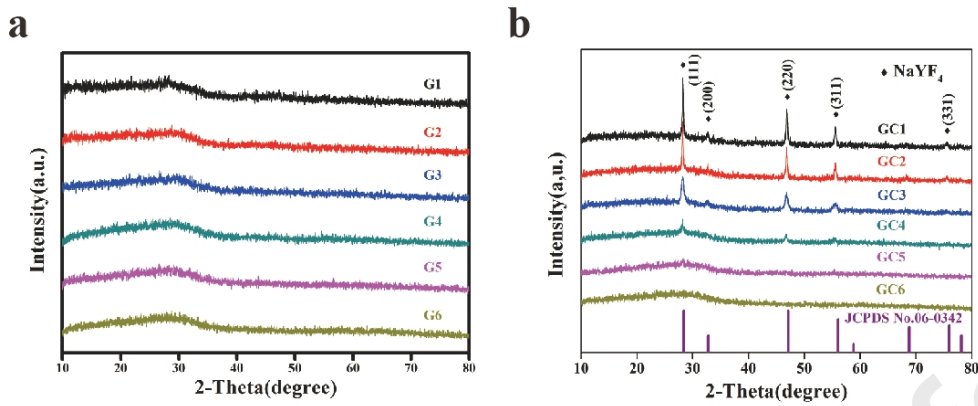 a
G1
G2
G3
G4
G5
G6
Intensity(a.u.)
10 20 30 40 50 60 70 80
2-Theta(degree)
b
♦ NaYF4
♦ (111)
♦ (200)
♦ (220)
♦ (311)
♦ (331)
GC1
GC2
GC3
GC4
GC5
GC6
JCPDS No.06-0342
Intensity(a,u.)
10 20 30 40 50 60 70 80
2-Theta(degree)